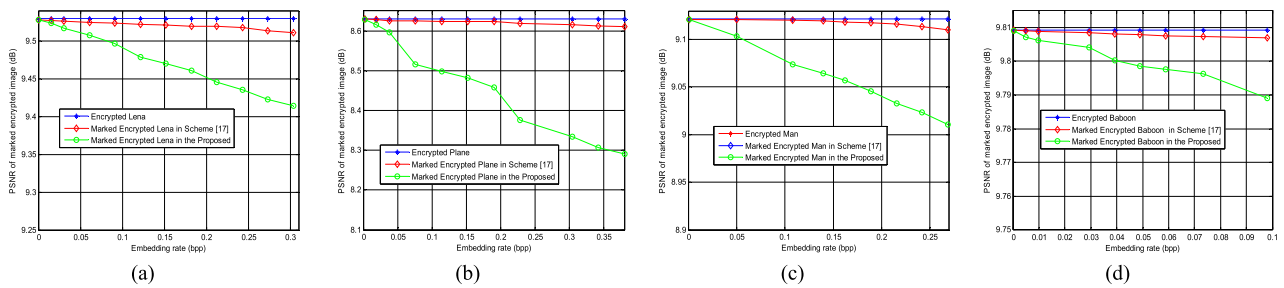 PSNR of marked encrypted image (dB)
9.5
9.45
9.4
9.35
9.3
9.25
0 0.05 0.1 0.15 0.2 0.25 0.3
Embedding rate (bpp)
Encrypted Lena
Marked Encrypted Lena in Scheme [17]
Marked Encrypted Lena in the Proposed
(a)
PSNR of marked encrypted image (dB)
8.6
8.5
8.4
8.3
8.2
8.1
0 0.05 0.1 0.15 0.2 0.25 0.3 0.35
Embedding rate (bpp)
Encrypted Plane
Marked Encrypted Plane in Scheme [17]
Marked Encrypted Plane in the Proposed
(b)
PSNR of marked encrypted image (dB)
9.1
9.05
9
8.95
8.9
0 0.05 0.1 0.15 0.2 0.25
Embedding rate (bpp)
Encrypted Man
Marked Encrypted Man in Scheme [17]
Marked Encrypted Man in the Proposed
(c)
PSNR of marked encrypted image (dB)
9.81
9.8
9.79
9.78
9.77
9.76
9.75
0 0.01 0.02 0.03 0.04 0.05 0.06 0.07 0.08 0.09 0.1
Embedding rate (bpp)
Encrypted Baboon
Marked Encrypted Baboon in Scheme [17]
Marked Encrypted Baboon in the Proposed
(d)